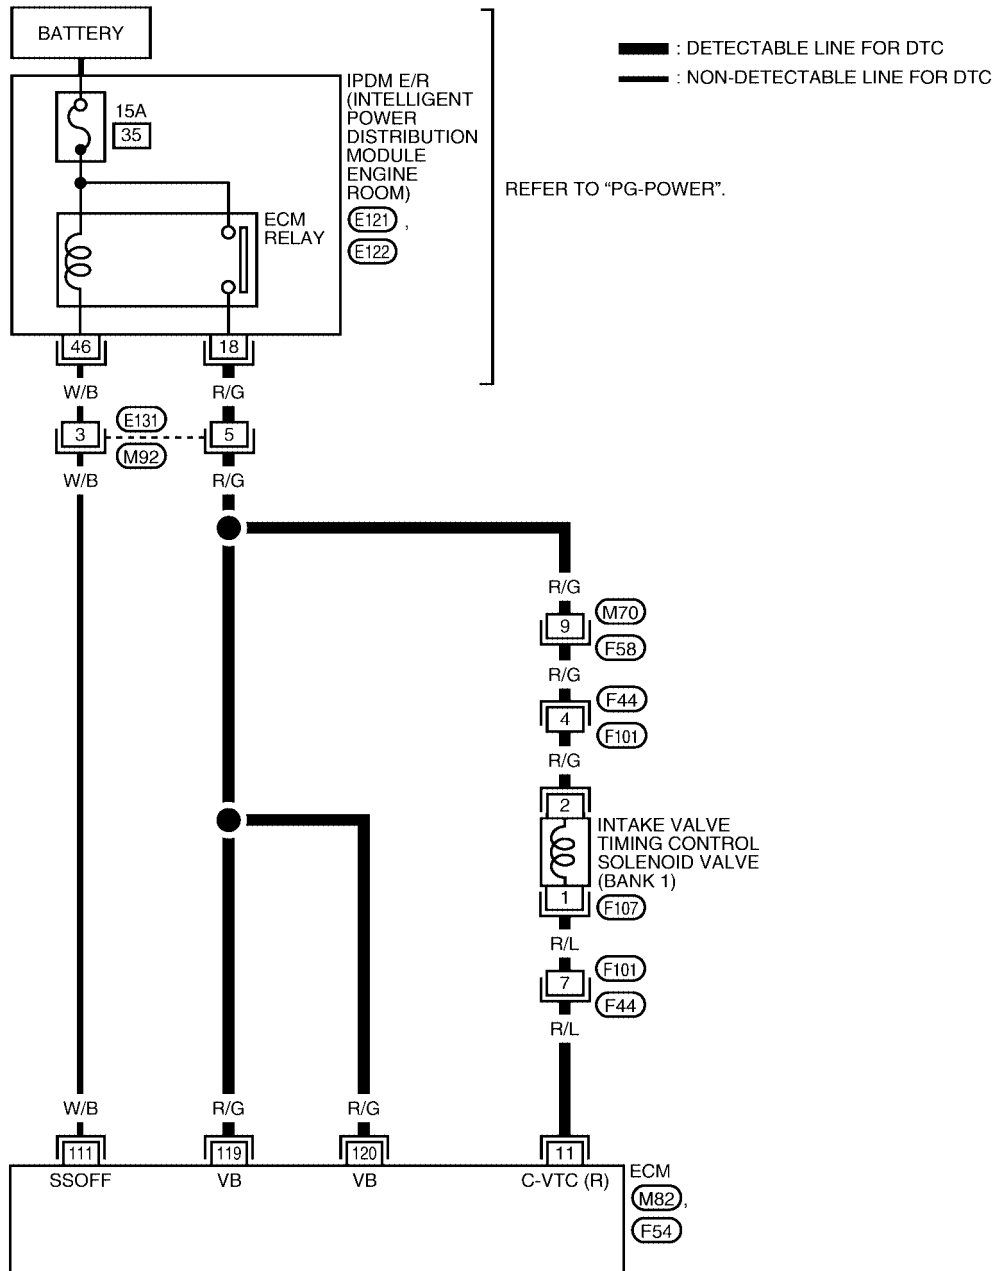 BATTERY
: DETECTABLE LINE FOR DTC
: NON-DETECTABLE LINE FOR DTC
IPDM E/R
(INTELLIGENT
POWER
DISTRIBUTION
MODULE
ENGINE
ROOM)
E121 ,
E122
15A
35
REFER TO “PG-POWER”.
ECM
RELAY
46
18
W/B
R/G
3
E131
M92
5
W/B
R/G
R/G
9
M70
F58
R/G
4
F44
F101
R/G
2
INTAKE VALVE
TIMING CONTROL
SOLENOID VALVE
(BANK 1)
1
F107
R/L
7
F101
F44
R/L
W/B
R/G
R/G
111
119
120
11
SSOFF
VB
VB
C-VTC (R)
ECM
M82 ,
F54